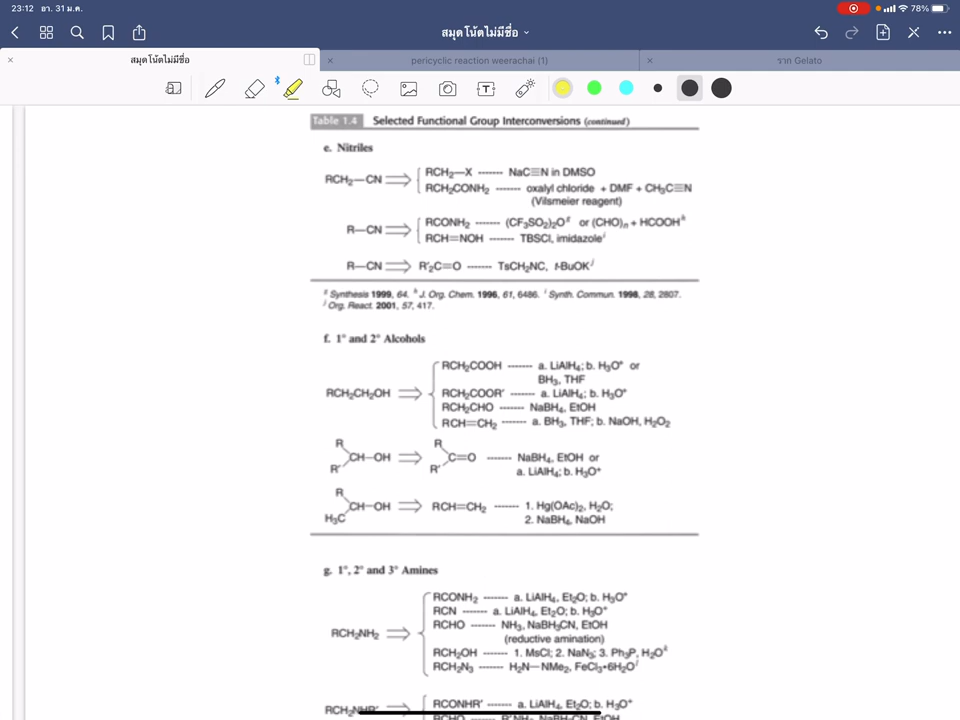 23:12 อา. 31 ม.ค.
78%
สมุดโน้ตไม่มีชื่อ
สมุดโน้ตไม่มีชื่อ
pericyclic reaction weerachai (1)
ราก Gelato
Table 1.4 Selected Functional Group Interconversions (continued)
e. Nitriles
RCH₂—CN ⟹ RCH₂—X ------- NaC≡N in DMSO
RCH₂CONH₂ ------- oxalyl chloride + DMF + CH₃C≡N
(Vilsmeier reagent)
R—CN ⟹ RCONH₂ ------- (CF₃SO₂)₂O^g or (CHO)ₙ + HCOOH^h
RCH=NOH ------- TBSCl, imidazole^i
R—CN ⟹ R'₂C=O ------- TsCH₂NC, t-BuOK^j
^g Synthesis 1999, 64. ^h J. Org. Chem. 1996, 61, 6486. ^i Synth. Commun. 1998, 28, 2807.
^j Org. React. 2001, 57, 417.
f. 1° and 2° Alcohols
RCH₂COOH ------- a. LiAlH₄; b. H₃O⁺ or
BH₃, THF
RCH₂CH₂OH ⟹ RCH₂COOR' ------- a. LiAlH₄; b. H₃O⁺
RCH₂CHO ------- NaBH₄, EtOH
RCH=CH₂ ------- a. BH₃, THF; b. NaOH, H₂O₂
R R
CH—OH ⟹ C=O ------- NaBH₄, EtOH or
R' R' a. LiAlH₄; b. H₃O⁺
R
CH—OH ⟹ RCH=CH₂ ------- 1. Hg(OAc)₂, H₂O;
H₃C 2. NaBH₄, NaOH
g. 1°, 2° and 3° Amines
RCONH₂ ------- a. LiAlH₄, Et₂O; b. H₃O⁺
RCN ------- a. LiAlH₄, Et₂O; b. H₃O⁺
RCHO ------- NH₃, NaBH₃CN, EtOH
RCH₂NH₂ ⟹ (reductive amination)
RCH₂OH ------- 1. MsCl; 2. NaN₃; 3. Ph₃P, H₂O^k
RCH₂N₃ ------- H₂N—NMe₂, FeCl₃•6H₂O^l
RCH₂NHR' ⟹ RCONHR' ------- a. LiAlH₄, Et₂O; b. H₃O⁺
RCHO ------- R'NH₂, NaBH₃CN, EtOH